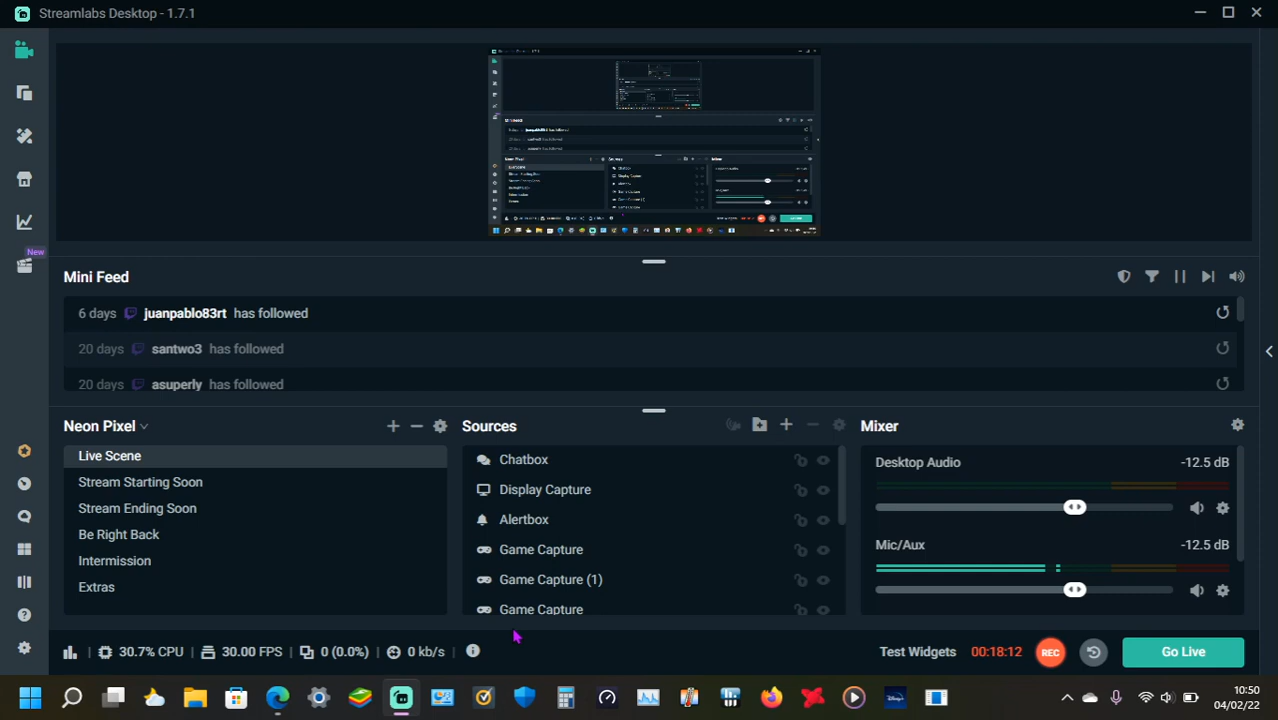 Streamlabs Desktop - 1.7.1
New
Mini Feed
6 days juanpablo83rt has followed
20 days santwo3 has followed
20 days asuperly has followed
Neon Pixel
Live Scene
Stream Starting Soon
Stream Ending Soon
Be Right Back
Intermission
Extras
Sources
Chatbox
Display Capture
Alertbox
Game Capture
Game Capture (1)
Game Capture
Mixer
Desktop Audio -12.5 dB
Mic/Aux -12.5 dB
30.7% CPU 30.00 FPS 0 (0.0%) 0 kb/s
Test Widgets 00:18:12 REC Go Live
10:50
04/02/22